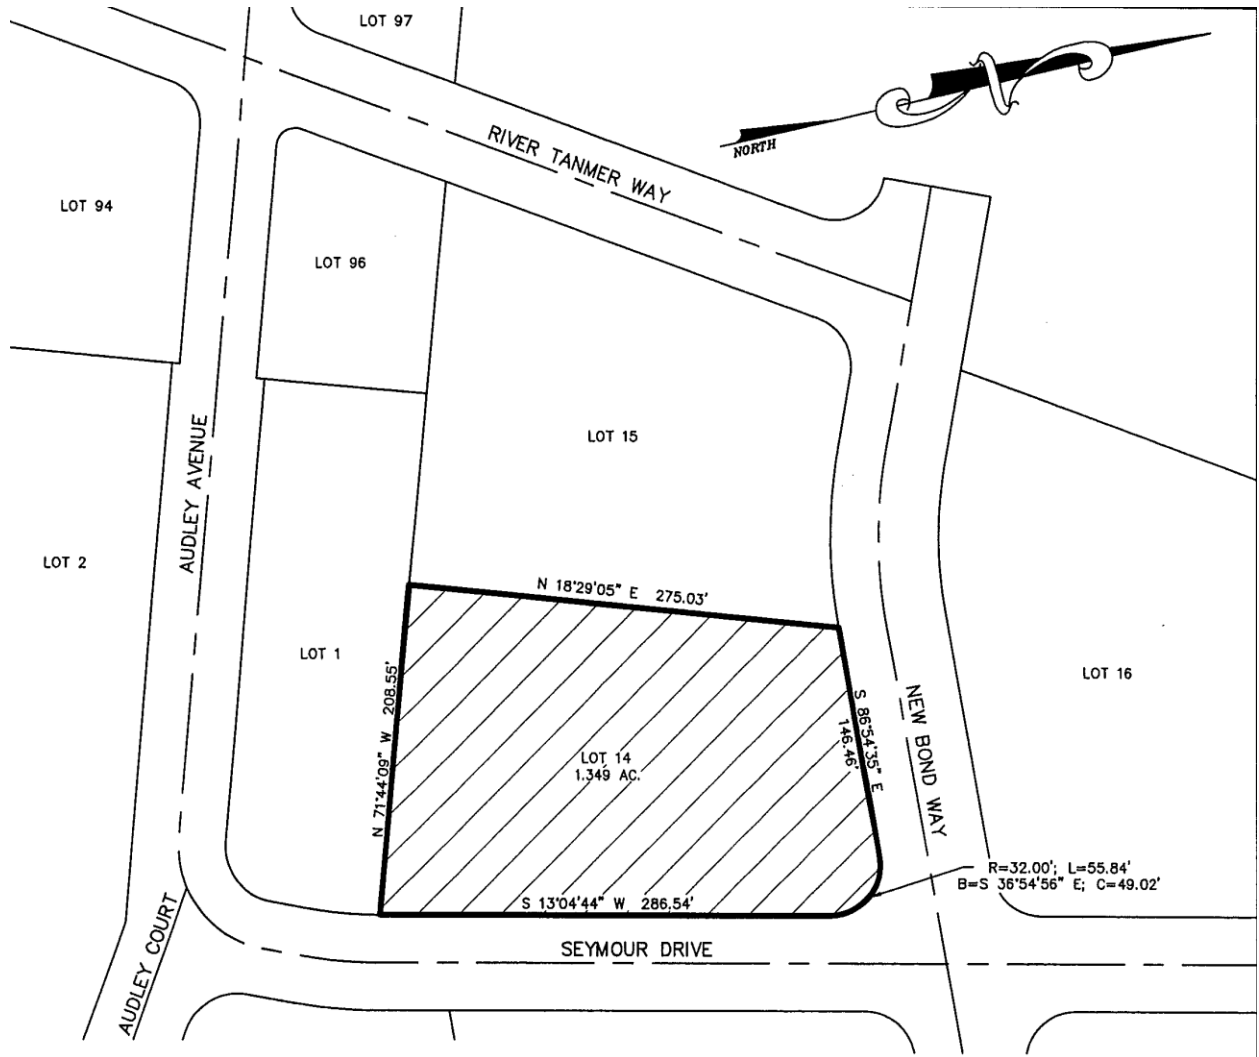 LOT 97
NORTH
RIVER TANMER WAY
LOT 94
LOT 96
LOT 15
AUDLEY AVENUE
LOT 2
N 18°29'05" E 275.03'
LOT 1
N 71°44'09" W 208.55'
LOT 14
1.349 AC.
S 86°54'35" E
146.46'
NEW BOND WAY
LOT 16
R=32.00'; L=55.84'
B=S 36°54'56" E; C=49.02'
S 13°04'44" W 286.54'
SEYMOUR DRIVE
AUDLEY COURT